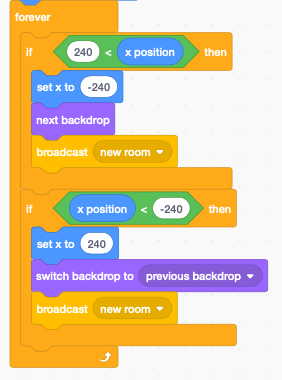 forever
if 240 < x position then
set x to -240
next backdrop
broadcast new room
if x position < -240 then
set x to 240
switch backdrop to previous backdrop
broadcast new room